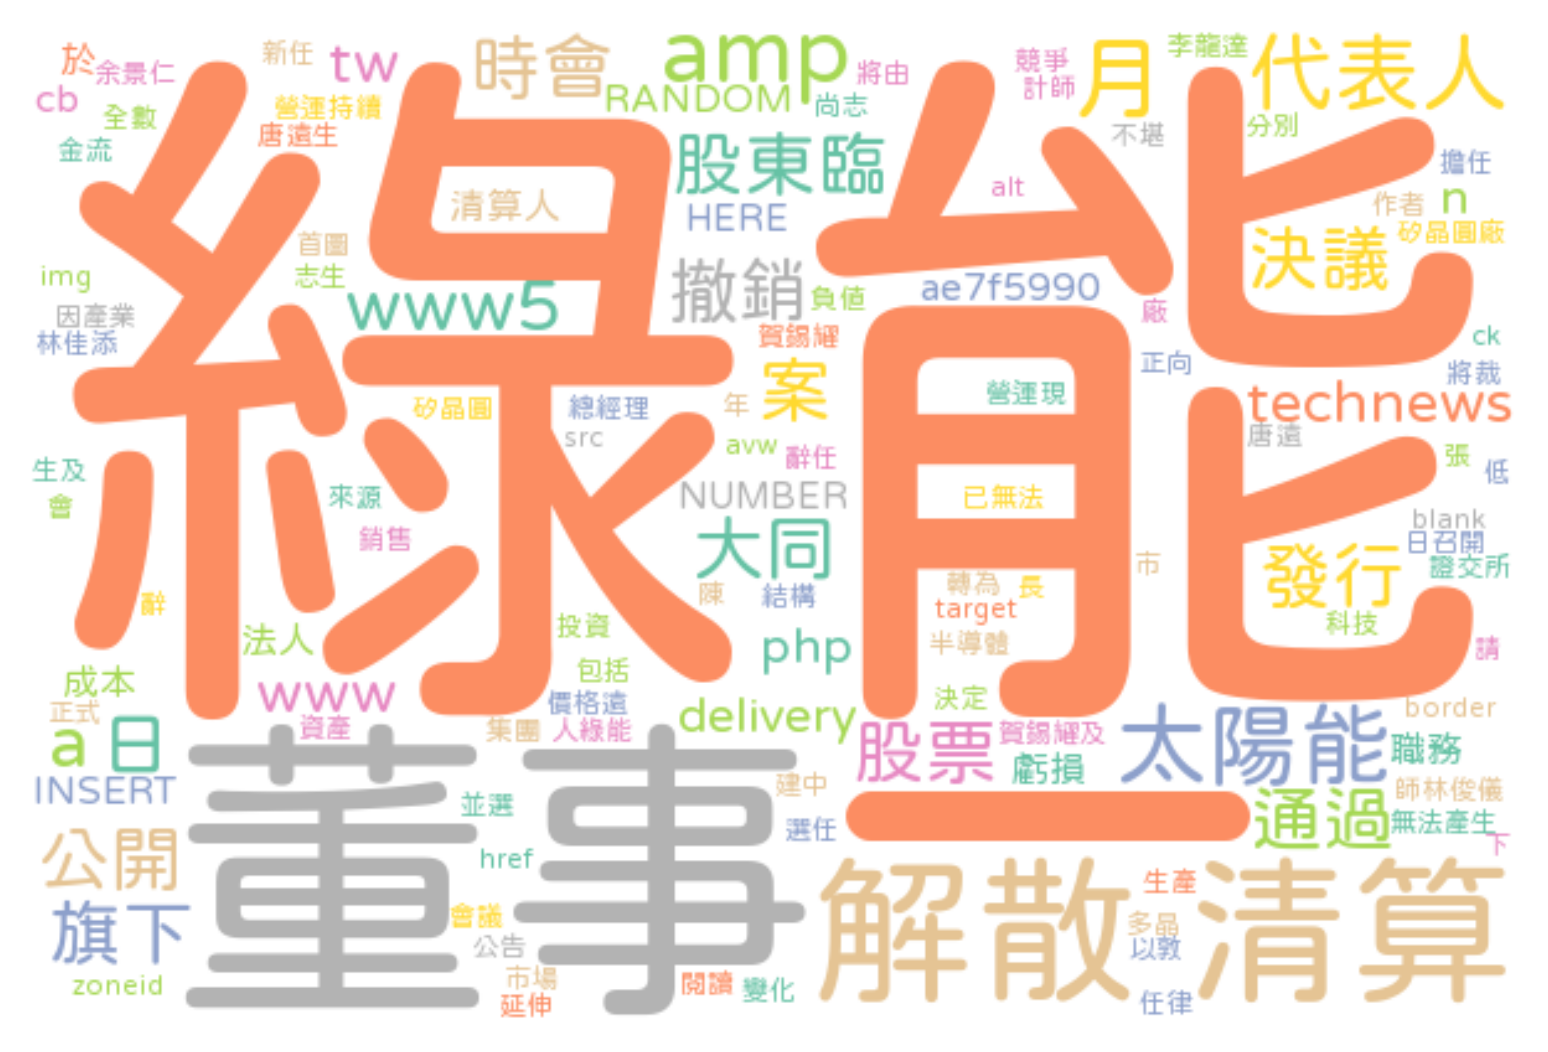 綠能
董事
解散清算
一
太陽能
代表人
月
amp
時會
tw
新任
於
余景仁
cb
全數
營運持續
唐遠生
金流
RANDOM
尚志
將由
競爭
計師
李龍達
不堪
分別
擔任
作者
n
矽晶圓廠
決議
股東臨
HERE
alt
清算人
首圖
志生
img
因產業
林佳添
www5
撤銷
負值
ae7f5990
廠
賀錫耀
正向
ck
將裁
案
年
營運現
technews
唐遠
矽晶圓
總經理
src
avw
辭任
張
低
生及
會
來源
銷售
NUMBER
已無法
blank
日召開
證交所
大同
發行
市
陳
結構
轉為
長
target
半導體
科技
請
辭
法人
投資
php
包括
成本
正式
www
價格遠
資產
集團
人綠能
delivery
決定
border
a
日
股票
賀錫耀及
虧損
職務
INSERT
建中
師林俊儀
並選
選任
通過
無法產生
下
公開
href
旗下
會議
公告
生產
多晶
以敦
zoneid
市場
延伸
閱讀
變化
任律